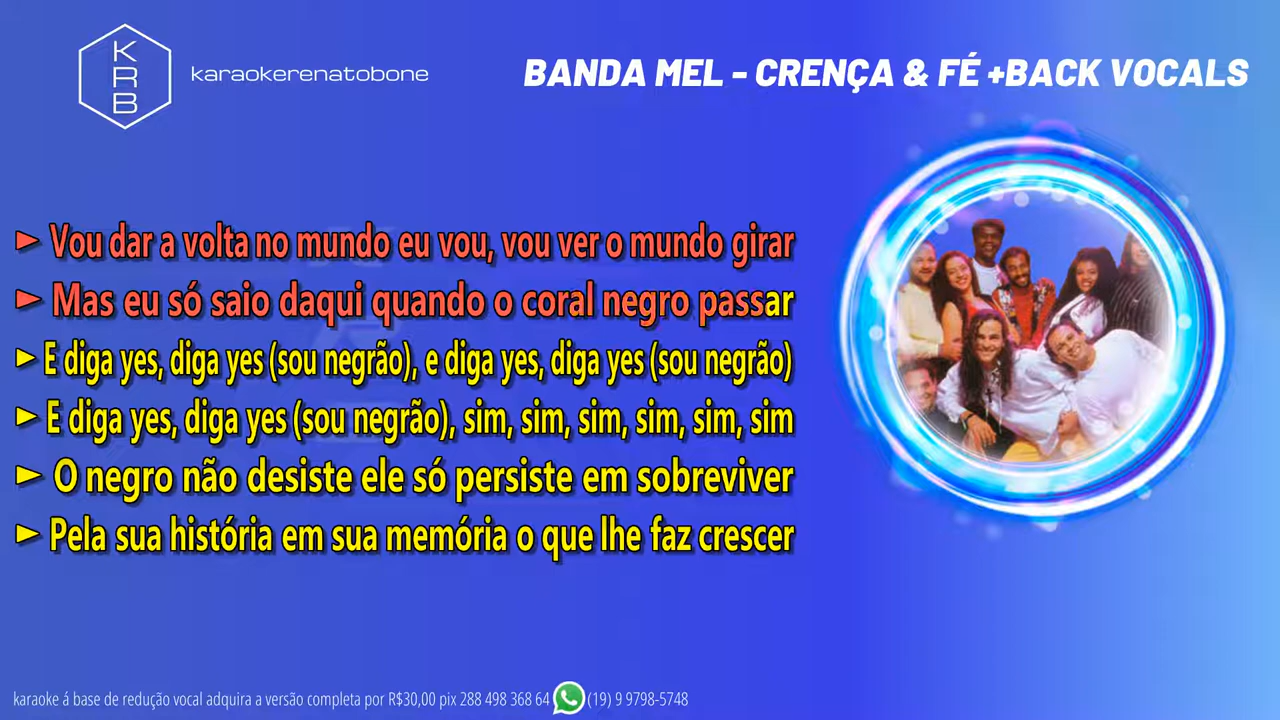 KRB
karaokerenatobone
BANDA MEL - CRENÇA & FÉ +BACK VOCALS
► Vou dar a volta no mundo eu vou, vou ver o mundo girar
► Mas eu só saio daqui quando o coral negro passar
► E diga yes, diga yes (sou negrão), e diga yes, diga yes (sou negrão)
► E diga yes, diga yes (sou negrão), sim, sim, sim, sim, sim, sim
► O negro não desiste ele só persiste em sobreviver
► Pela sua história em sua memória o que lhe faz crescer
karaoke á base de redução vocal adquira a versão completa por R$30,00 pix 288 498 368 64 (19) 9 9798-5748